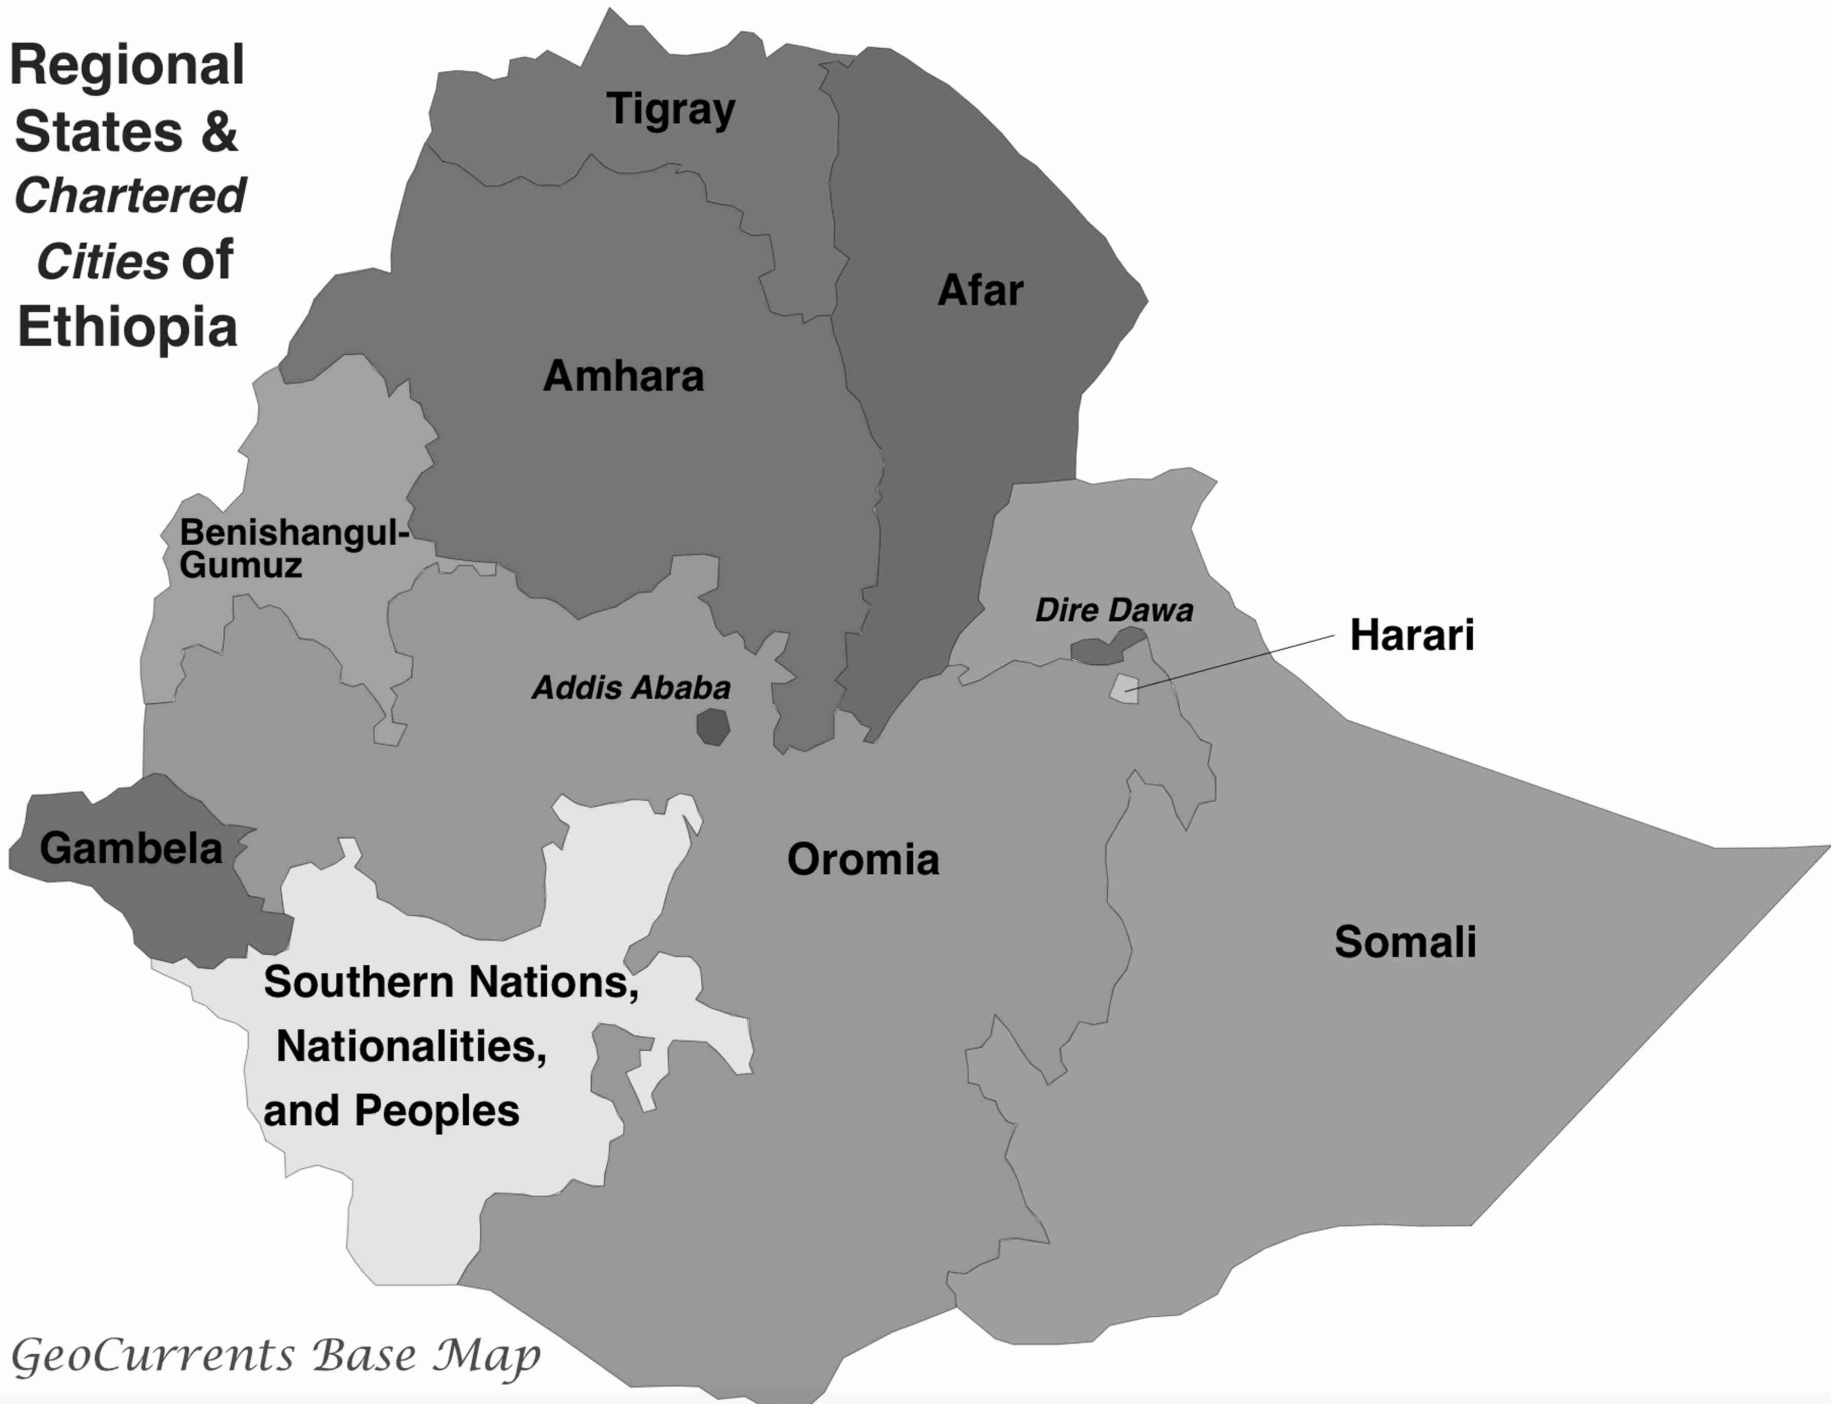 Regional
States &
Chartered
Cities of
Ethiopia
Tigray
Afar
Amhara
Benishangul-
Gumuz
Dire Dawa
Harari
Addis Ababa
Gambela
Oromia
Somali
Southern Nations,
Nationalities,
and Peoples
GeoCurrents Base Map